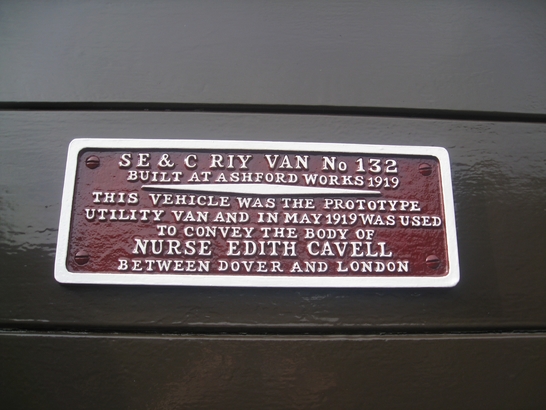 SE & C RLY VAN No 132
BUILT AT ASHFORD WORKS 1919
THIS VEHICLE WAS THE PROTOTYPE
UTILITY VAN AND IN MAY 1919 WAS USED
TO CONVEY THE BODY OF
NURSE EDITH CAVELL
BETWEEN DOVER AND LONDON